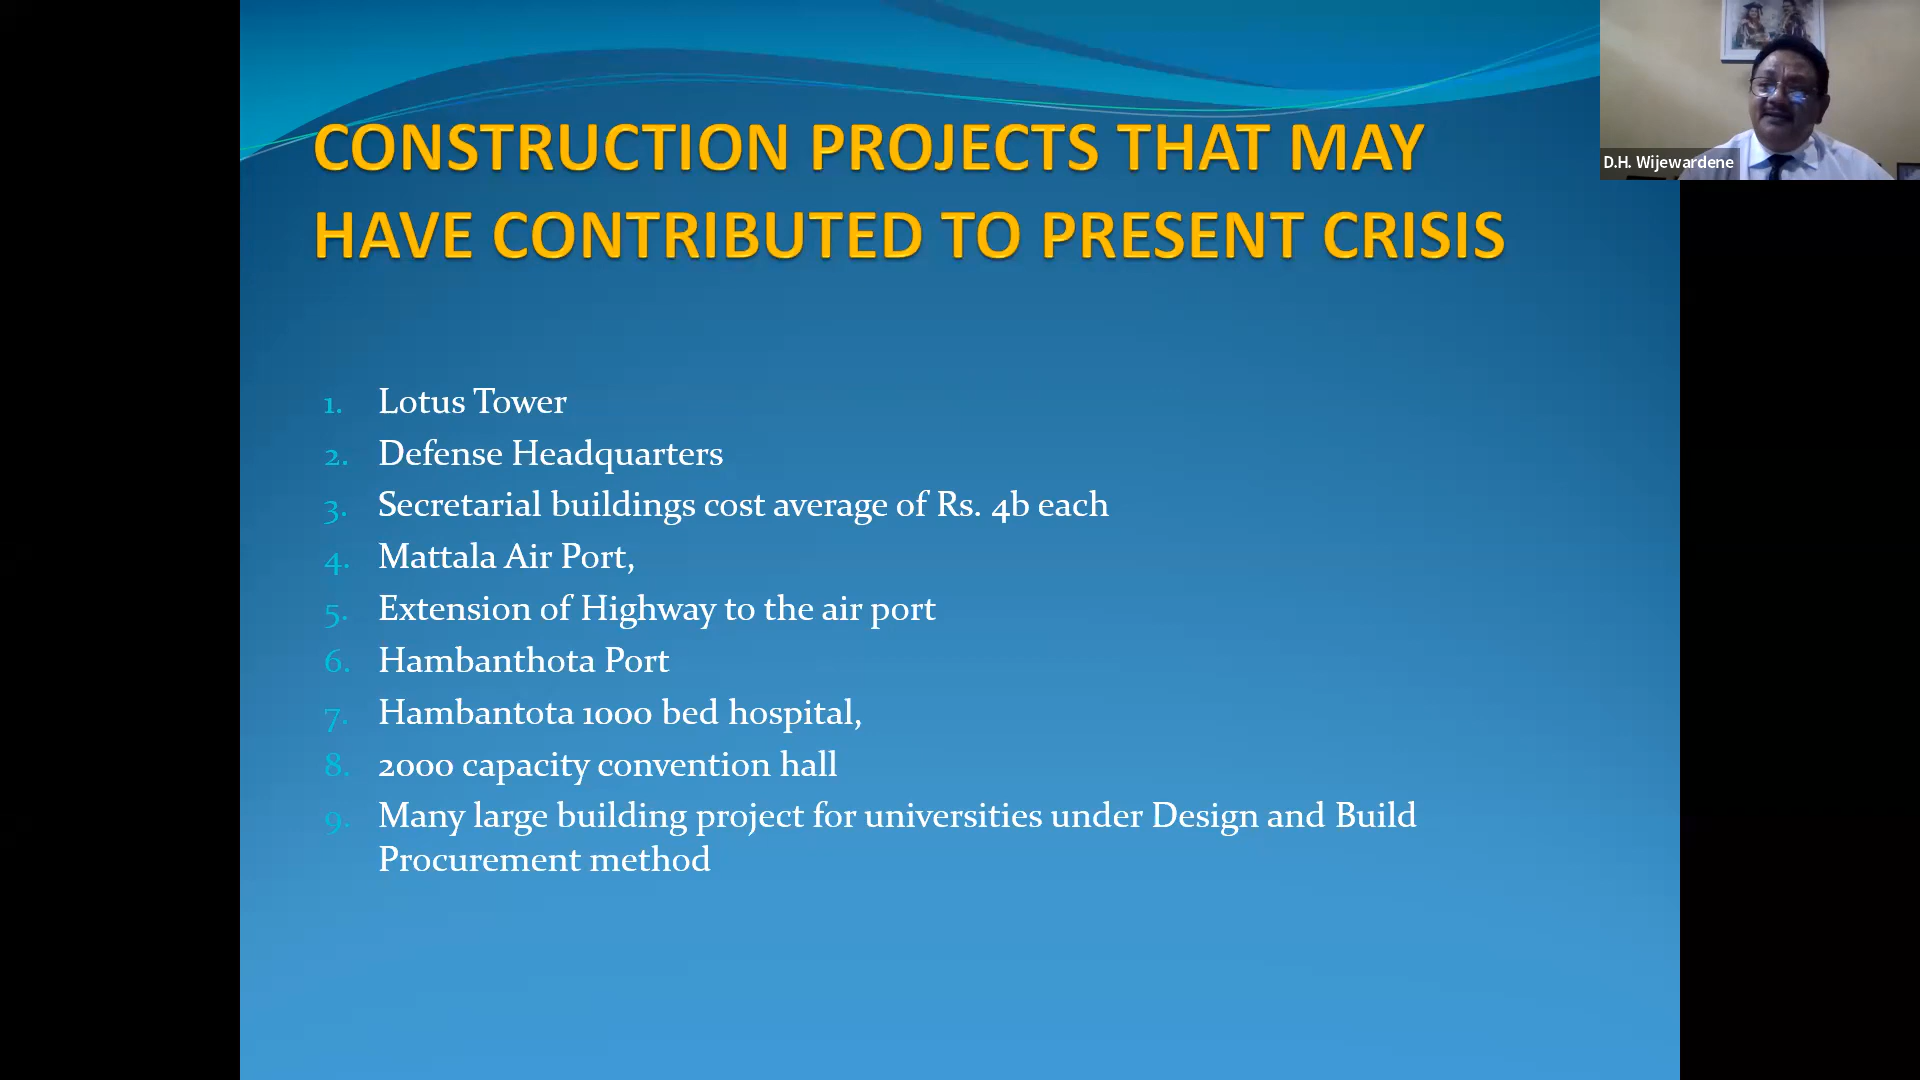 CONSTRUCTION PROJECTS THAT MAY
HAVE CONTRIBUTED TO PRESENT CRISIS
D.H. Wijewardene
1. Lotus Tower
2. Defense Headquarters
3. Secretarial buildings cost average of Rs. 4b each
4. Mattala Air Port,
5. Extension of Highway to the air port
6. Hambanthota Port
7. Hambantota 1000 bed hospital,
8. 2000 capacity convention hall
9. Many large building project for universities under Design and Build
Procurement method